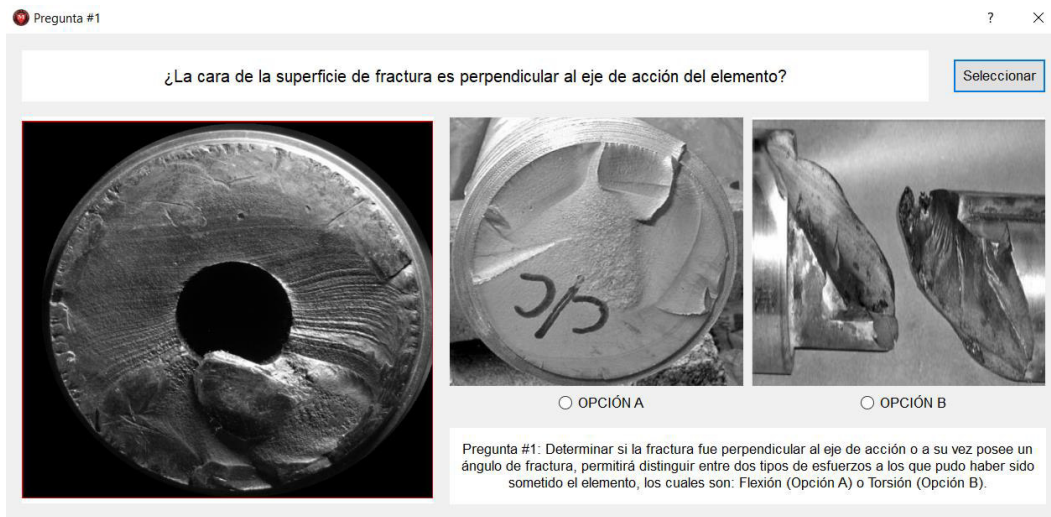 Pregunta #1
?
¿La cara de la superficie de fractura es perpendicular al eje de acción del elemento?
Seleccionar
OPCIÓN A
OPCIÓN B
Pregunta #1: Determinar si la fractura fue perpendicular al eje de acción o a su vez posee un
ángulo de fractura, permitirá distinguir entre dos tipos de esfuerzos a los que pudo haber sido
sometido el elemento, los cuales son: Flexión (Opción A) o Torsión (Opción B).